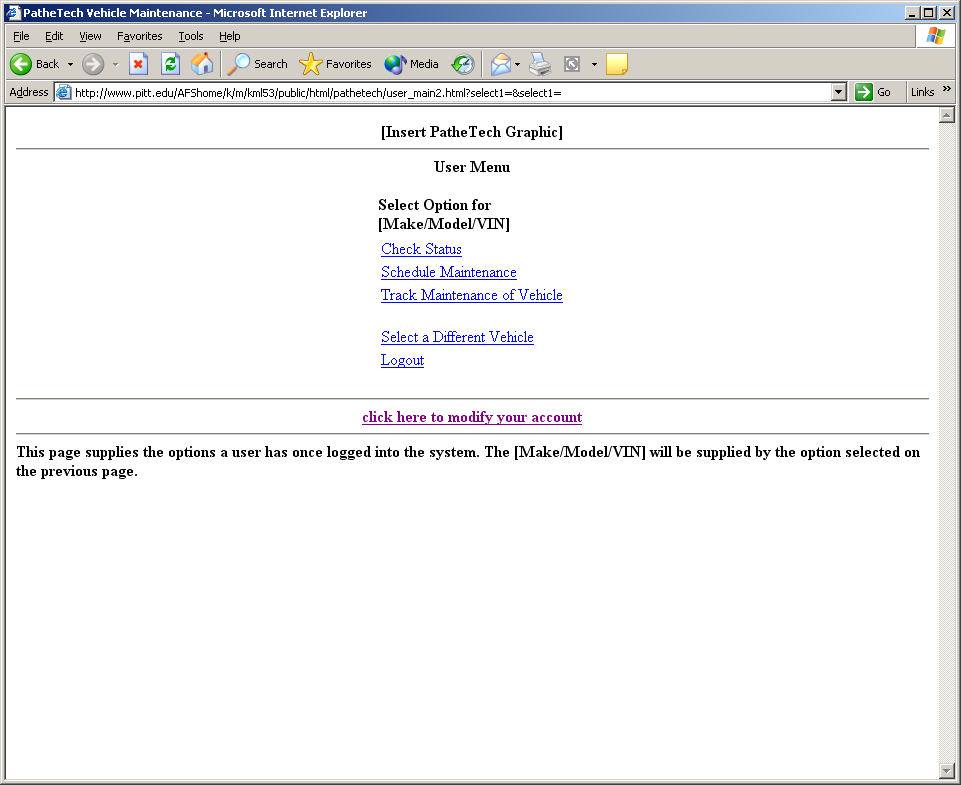 PatheTech Vehicle Maintenance - Microsoft Internet Explorer
File Edit View Favorites Tools Help
Back Search Favorites Media
Address http://www.pitt.edu/AFShome/k/m/kml53/public/html/pathetech/user_main2.html?select1=&select1= Go Links »
[Insert PatheTech Graphic]
User Menu
Select Option for
[Make/Model/VIN]
Check Status
Schedule Maintenance
Track Maintenance of Vehicle
Select a Different Vehicle
Logout
click here to modify your account
This page supplies the options a user has once logged into the system. The [Make/Model/VIN] will be supplied by the option selected on
the previous page.